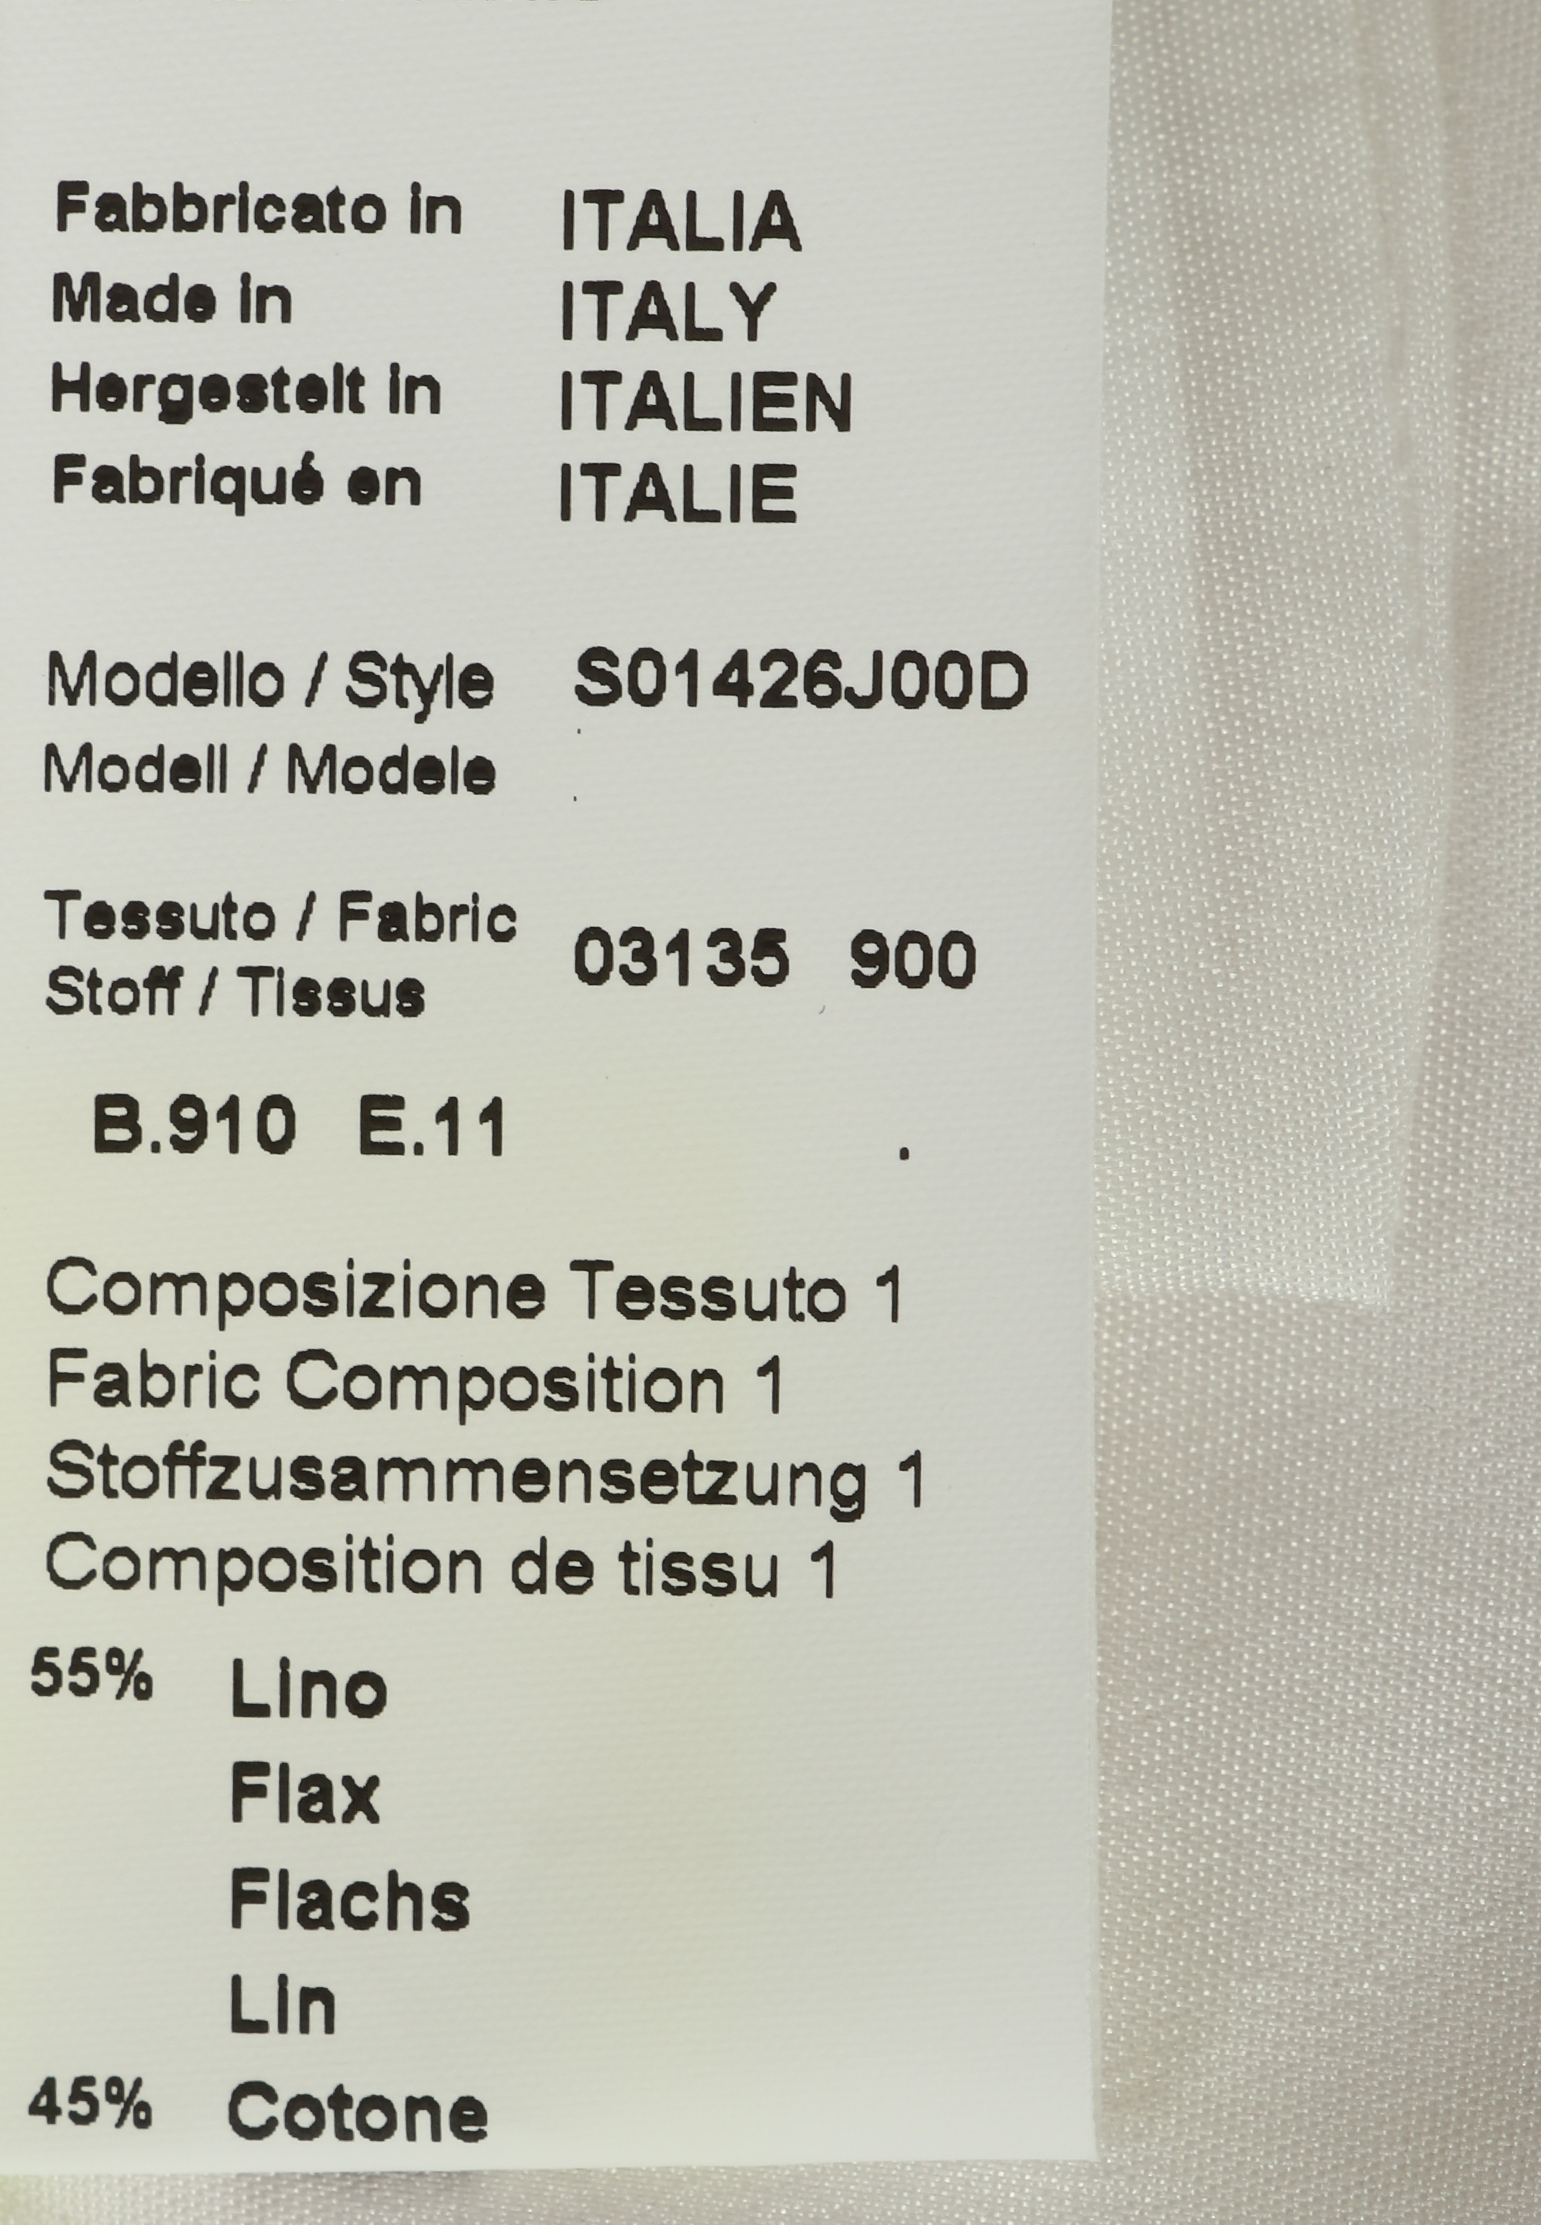 Fabbricato in ITALIA
Made in ITALY
Hergestelt in ITALIEN
Fabriqué en ITALIE
Modello / Style S01426J00D
Modell / Modele
Tessuto / Fabric 03135 900
Stoff / Tissus
B.910 E.11 .
Composizione Tessuto 1
Fabric Composition 1
Stoffzusammensetzung 1
Composition de tissu 1
55% Lino
Flax
Flachs
Lin
45% Cotone